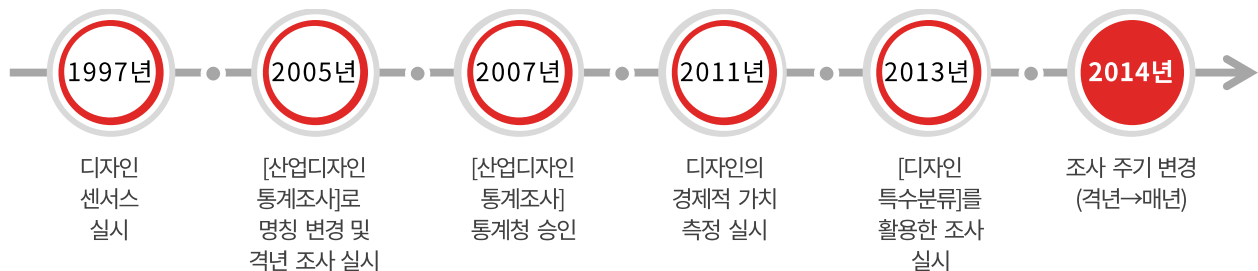 1997년
2005년
2007년
2011년
2013년
2014년
디자인
센서스
실시
[산업디자인
통계조사]로
명칭 변경 및
격년 조사 실시
[산업디자인
통계조사]
통계청 승인
디자인의
경제적 가치
측정 실시
[디자인
특수분류]를
활용한 조사
실시
조사 주기 변경
(격년→매년)